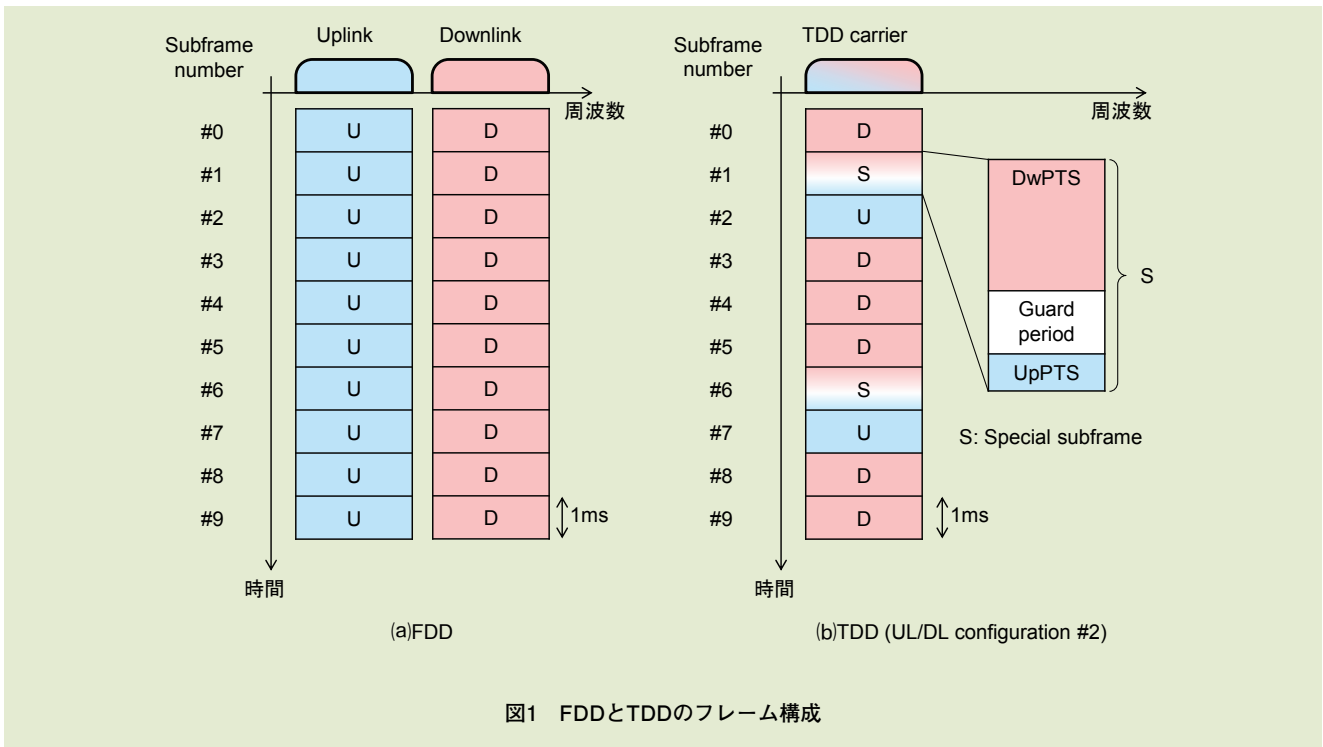 Subframe
number
Uplink
Downlink
周波数
#0
U
D
#1
U
D
#2
U
D
#3
U
D
#4
U
D
#5
U
D
#6
U
D
#7
U
D
#8
U
D
#9
U
D
1ms
時間
(a)FDD
Subframe
number
TDD carrier
周波数
#0
D
#1
S
#2
U
#3
D
#4
D
#5
D
#6
S
#7
U
#8
D
#9
D
1ms
時間
DwPTS
Guard
period
UpPTS
S
S: Special subframe
(b)TDD (UL/DL configuration #2)
図1 FDDとTDDのフレーム構成